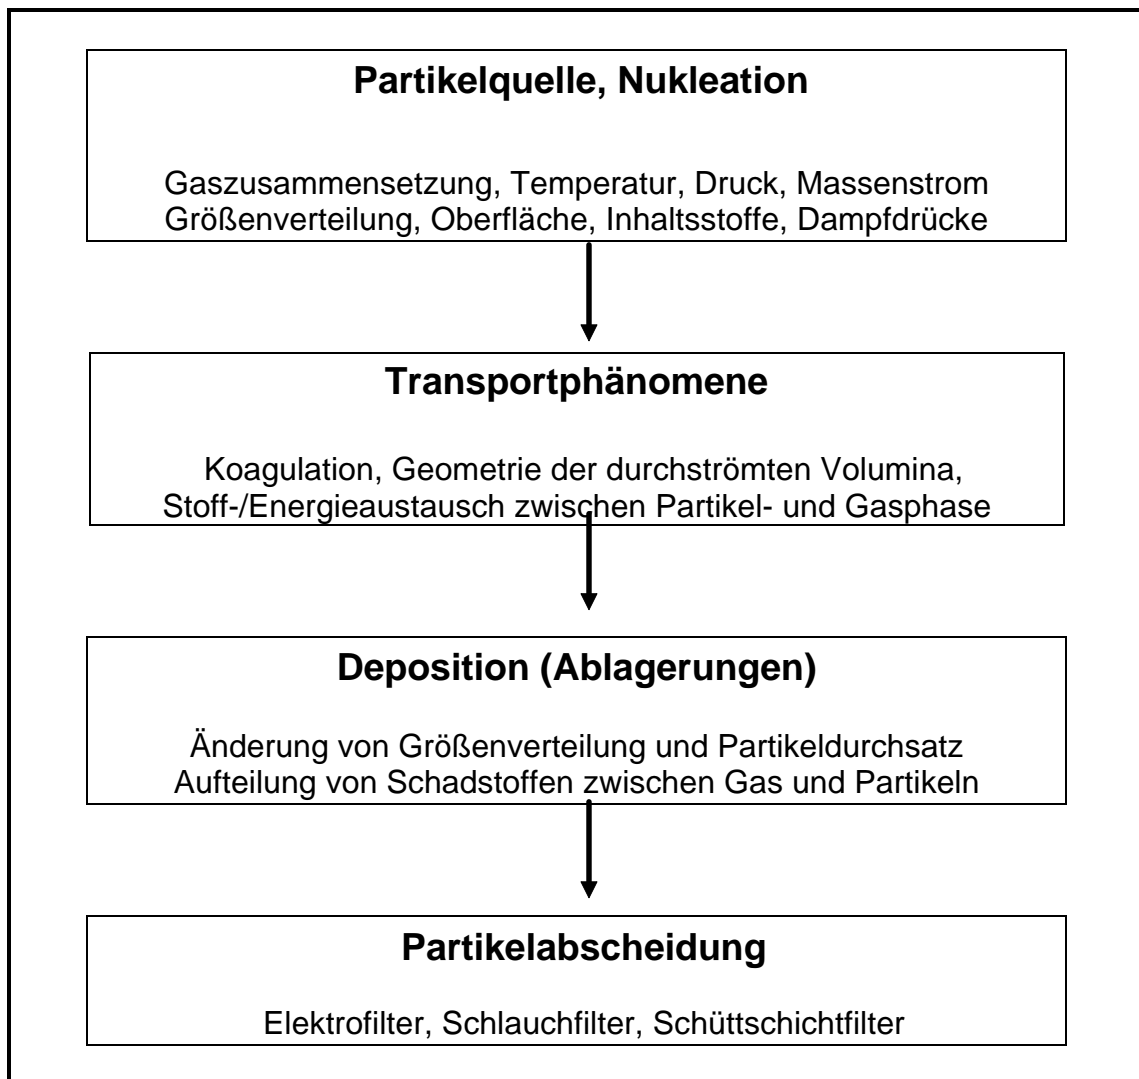 Partikelquelle, Nukleation
Gaszusammensetzung, Temperatur, Druck, Massenstrom
Größenverteilung, Oberfläche, Inhaltsstoffe, Dampfdrücke
Transportphänomene
Koagulation, Geometrie der durchströmten Volumina,
Stoff-/Energieaustausch zwischen Partikel- und Gasphase
Deposition (Ablagerungen)
Änderung von Größenverteilung und Partikeldurchsatz
Aufteilung von Schadstoffen zwischen Gas und Partikeln
Partikelabscheidung
Elektrofilter, Schlauchfilter, Schüttschichtfilter